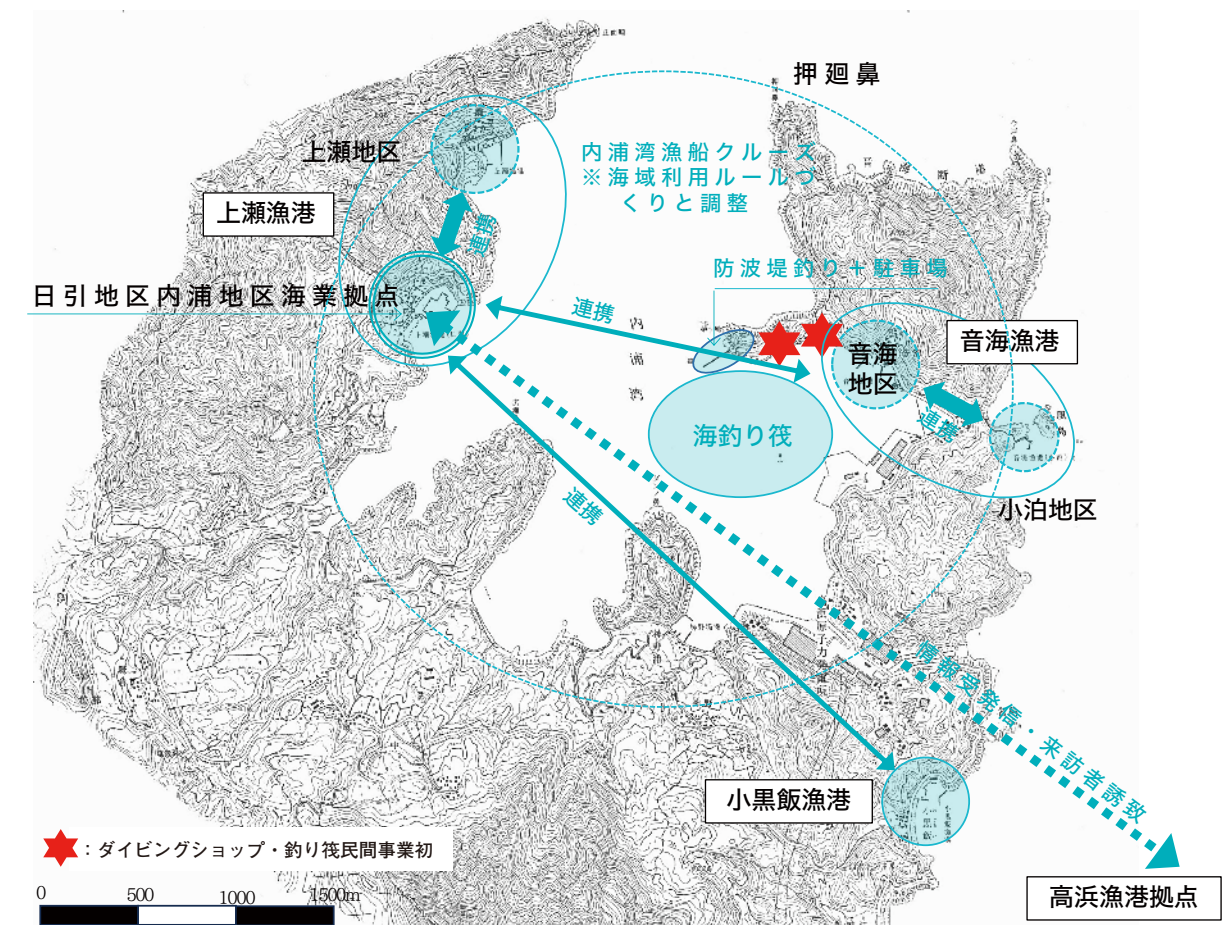 押廻鼻
上瀬地区
内浦湾漁船クルーズ
※海域利用ルールづ
くりと調整
上瀬漁港
連携
防波堤釣り＋駐車場
日引地区内浦地区海業拠点
連携
内浦湾
音海
地区
音海漁港
連携
海釣り筏
小泊地区
連携
情報受発信・来訪者誘致
小黒飯漁港
：ダイビングショップ・釣り筏民間事業初
0 500 1000 1500m
高浜漁港拠点